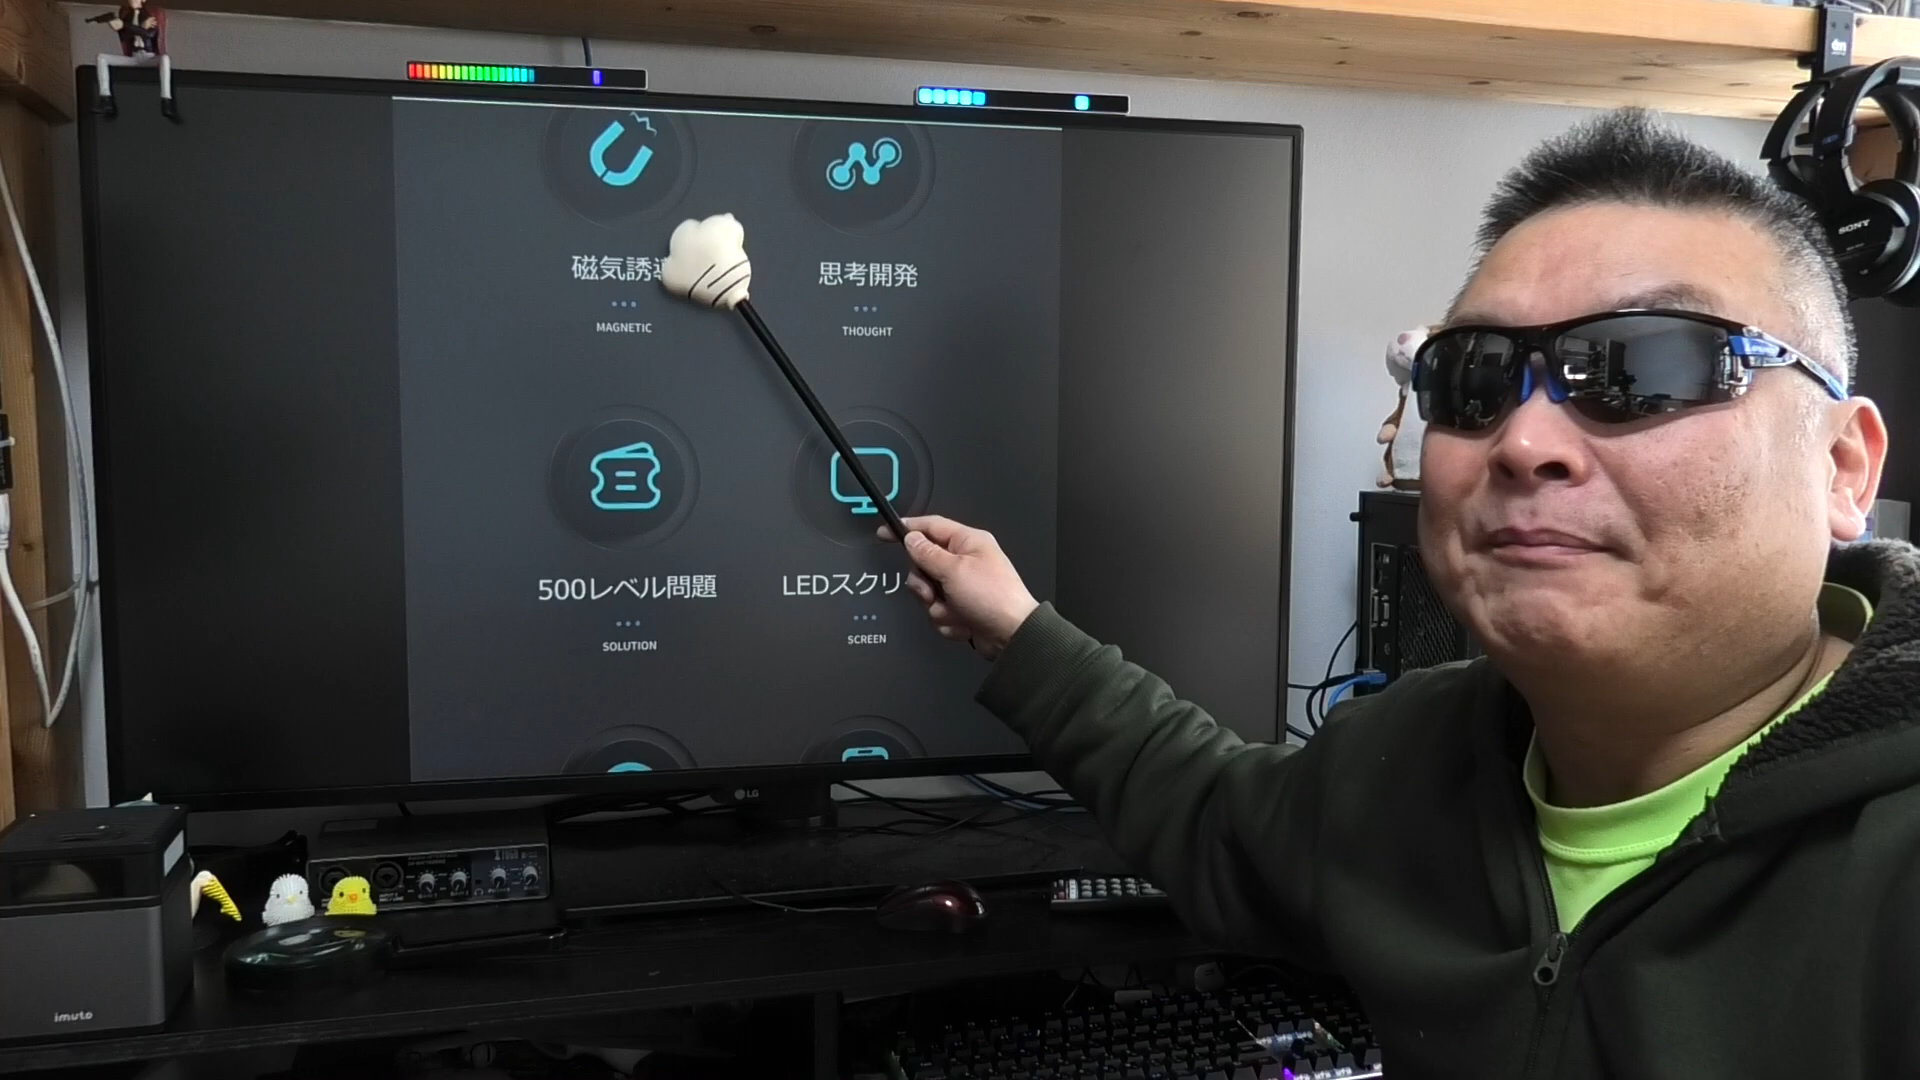 磁気誘導
MAGNETIC
思考開発
THOUGHT
500レベル問題
SOLUTION
LEDスクリ
SCREEN
LG
SONY
imuto